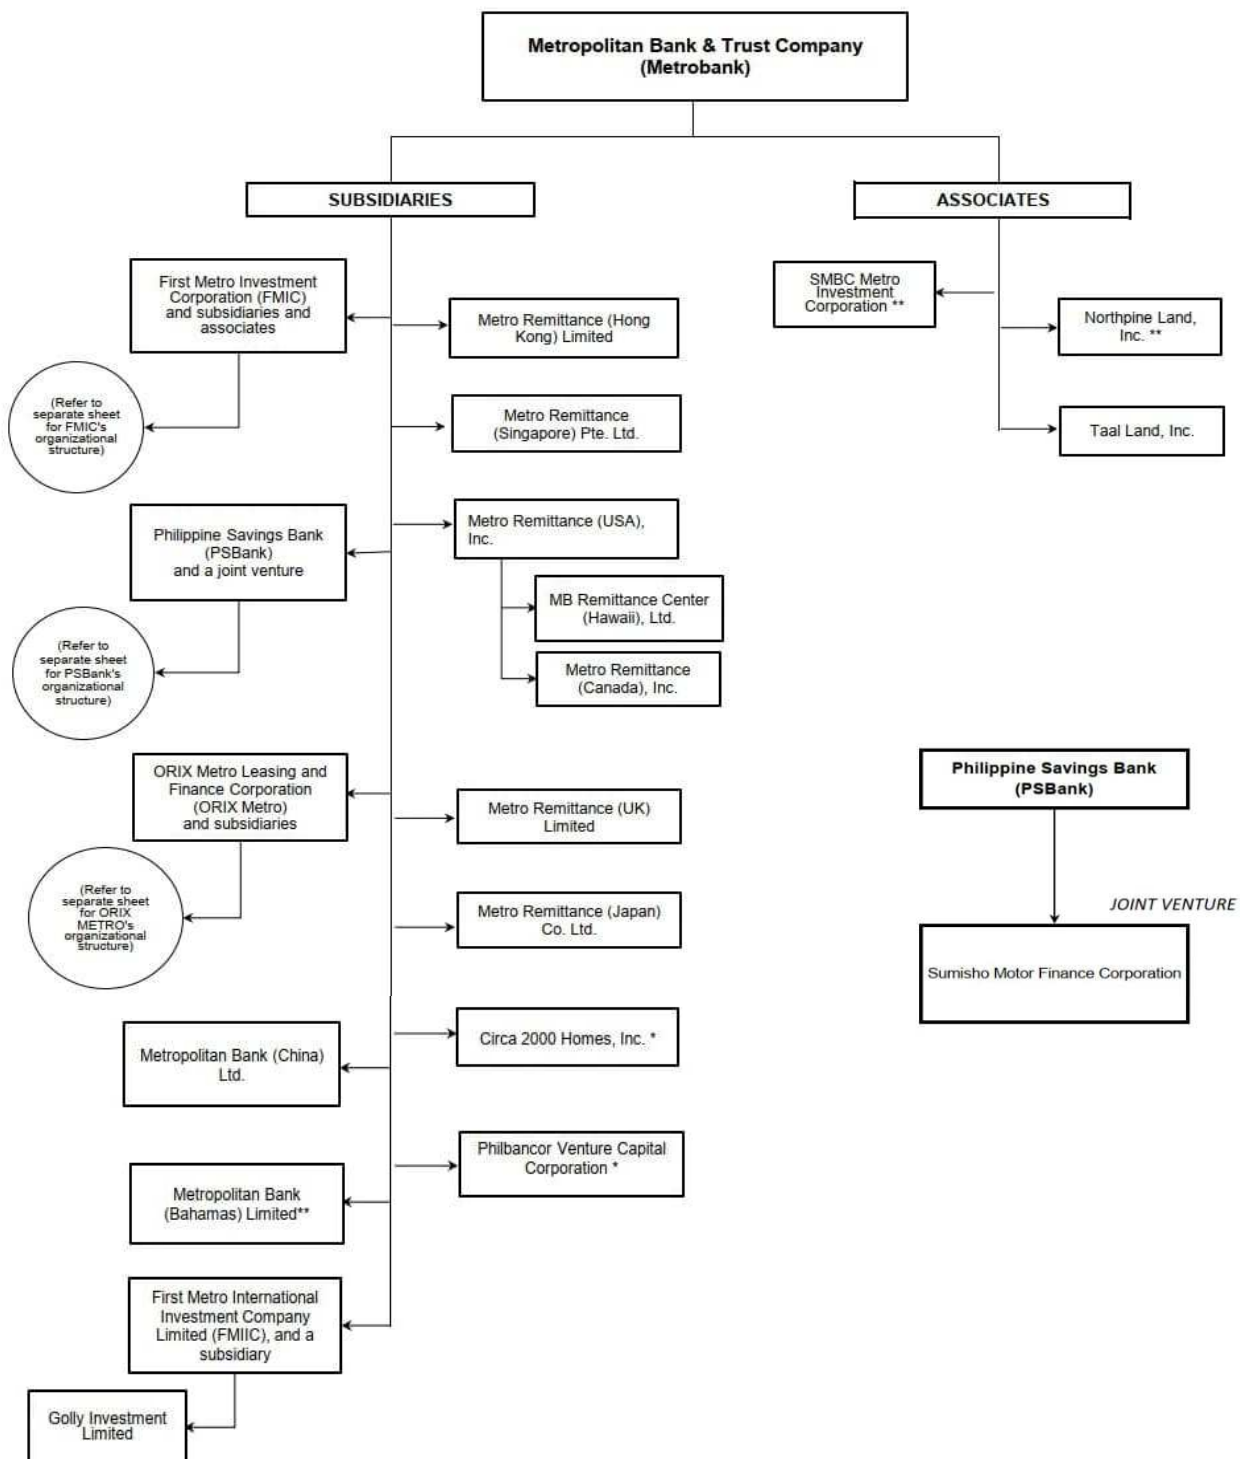 Metropolitan Bank & Trust Company
(Metrobank)
SUBSIDIARIES
ASSOCIATES
First Metro Investment
Corporation (FMIC)
and subsidiaries and
associates
Metro Remittance (Hong
Kong) Limited
SMBC Metro
Investment
Corporation **
Northpine Land,
Inc. **
(Refer to
separate sheet
for FMIC's
organizational
structure)
Metro Remittance
(Singapore) Pte. Ltd.
Taal Land, Inc.
Philippine Savings Bank
(PSBank)
and a joint venture
Metro Remittance (USA),
Inc.
MB Remittance Center
(Hawaii), Ltd.
(Refer to
separate sheet
for PSBank's
organizational
structure)
Metro Remittance
(Canada), Inc.
ORIX Metro Leasing and
Finance Corporation
(ORIX Metro)
and subsidiaries
Metro Remittance (UK)
Limited
Philippine Savings Bank
(PSBank)
(Refer to
separate sheet
for ORIX
METRO's
organizational
structure)
Metro Remittance (Japan)
Co. Ltd.
JOINT VENTURE
Sumisho Motor Finance Corporation
Metropolitan Bank (China)
Ltd.
Circa 2000 Homes, Inc. *
Philbancor Venture Capital
Corporation *
Metropolitan Bank
(Bahamas) Limited**
First Metro International
Investment Company
Limited (FMIIC), and a
subsidiary
Golly Investment
Limited